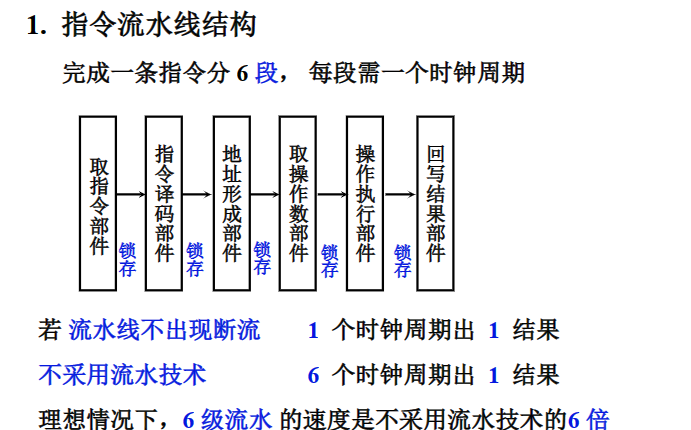 1. 指令流水线结构
完成一条指令分 6 段， 每段需一个时钟周期
取指令部件
锁存
指令译码部件
锁存
地址形成部件
锁存
取操作数部件
锁存
操作执行部件
锁存
回写结果部件
若 流水线不出现断流 1 个时钟周期出 1 结果
不采用流水技术 6 个时钟周期出 1 结果
理想情况下，6 级流水 的速度是不采用流水技术的6 倍